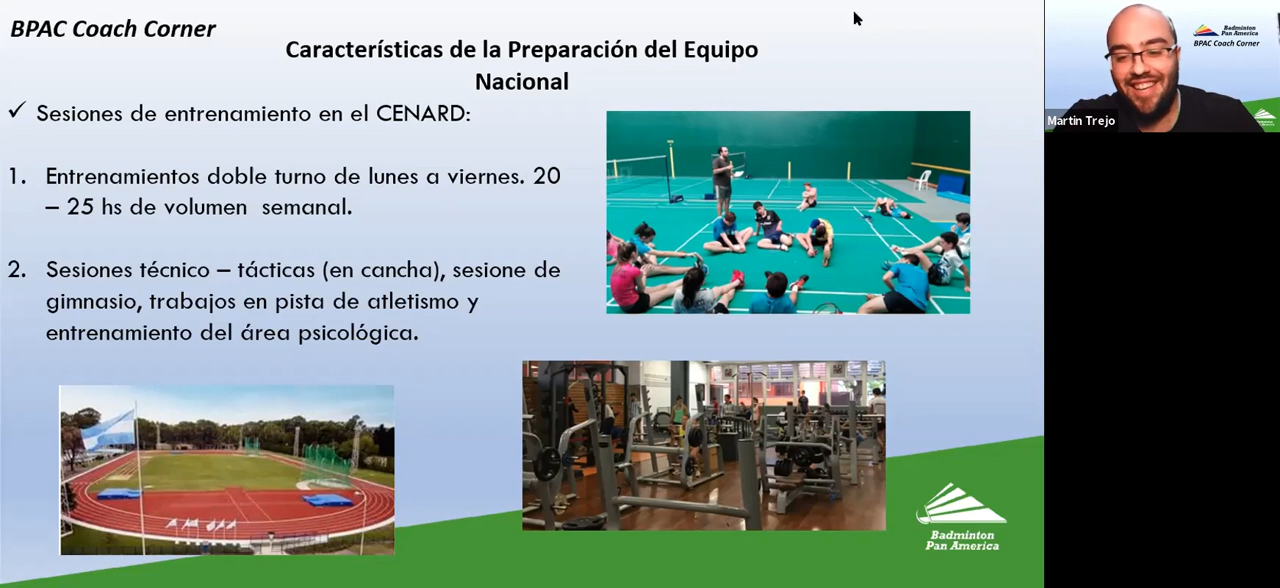 BPAC Coach Corner
Características de la Preparación del Equipo
Nacional
✓ Sesiones de entrenamiento en el CENARD:
1. Entrenamientos doble turno de lunes a viernes. 20
– 25 hs de volumen semanal.
2. Sesiones técnico – tácticas (en cancha), sesione de
gimnasio, trabajos en pista de atletismo y
entrenamiento del área psicológica.
Badminton
Pan America
Badminton
Pan America
BPAC Coach Corner
Martin Trejo